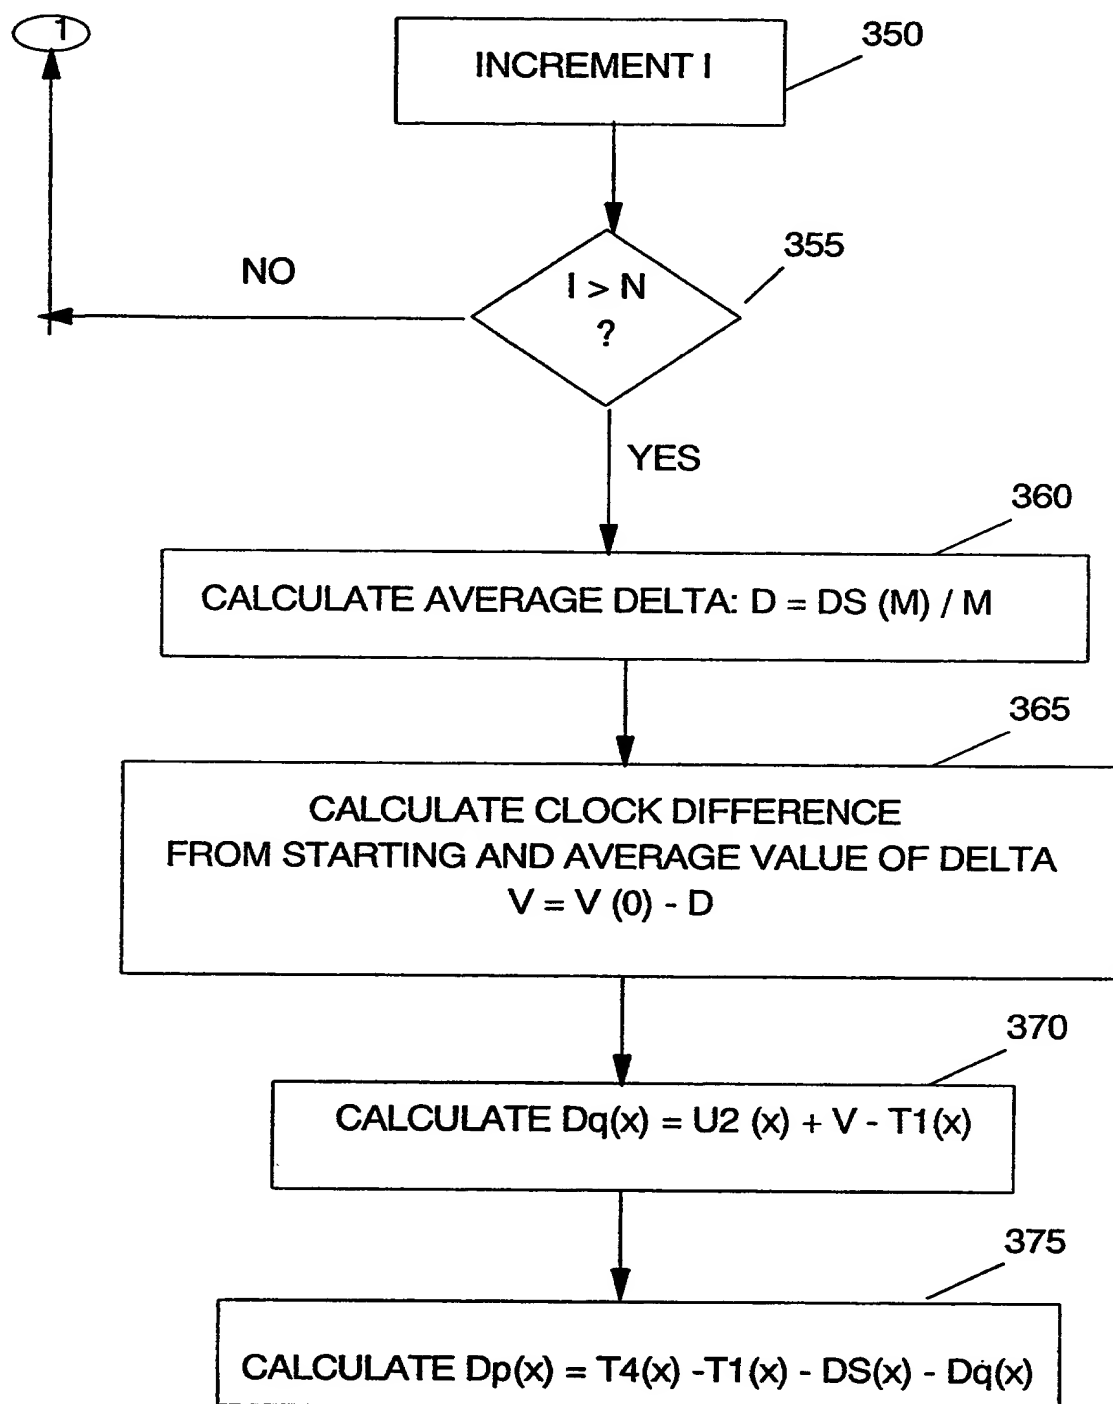 1
INCREMENT I
350
I > N
?
355
NO
YES
360
CALCULATE AVERAGE DELTA: D = DS (M) / M
365
CALCULATE CLOCK DIFFERENCE
FROM STARTING AND AVERAGE VALUE OF DELTA
V = V (0) - D
370
CALCULATE Dq(x) = U2 (x) + V - T1(x)
375
CALCULATE Dp(x) = T4(x) -T1(x) - DS(x) - Dq(x)